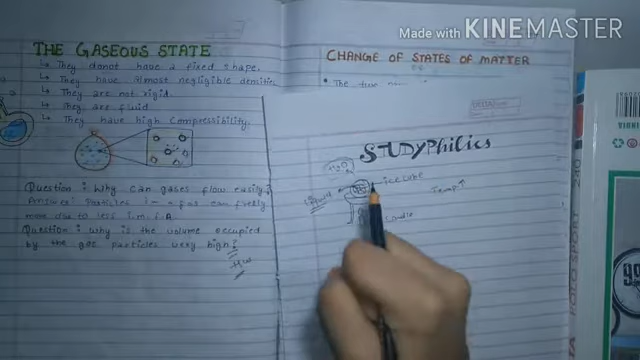 Made with KINEMASTER
THE GASEOUS STATE
↳ They donot have a fixed shape.
↳ They have almost negligible densities
↳ They are not rigid.
↳ They are fluid
↳ They have high compressibility.
Question: Why can gases flow easily?
Answer: Particles in gas can freely
move due to less i.m.f.A
Question: why is the volume occupied
by the gas particles very high?
H.W
CHANGE OF STATES OF MATTER
• The two
STUDYPhilics
H₂O
ice cube
Temp↑
liquid
candle